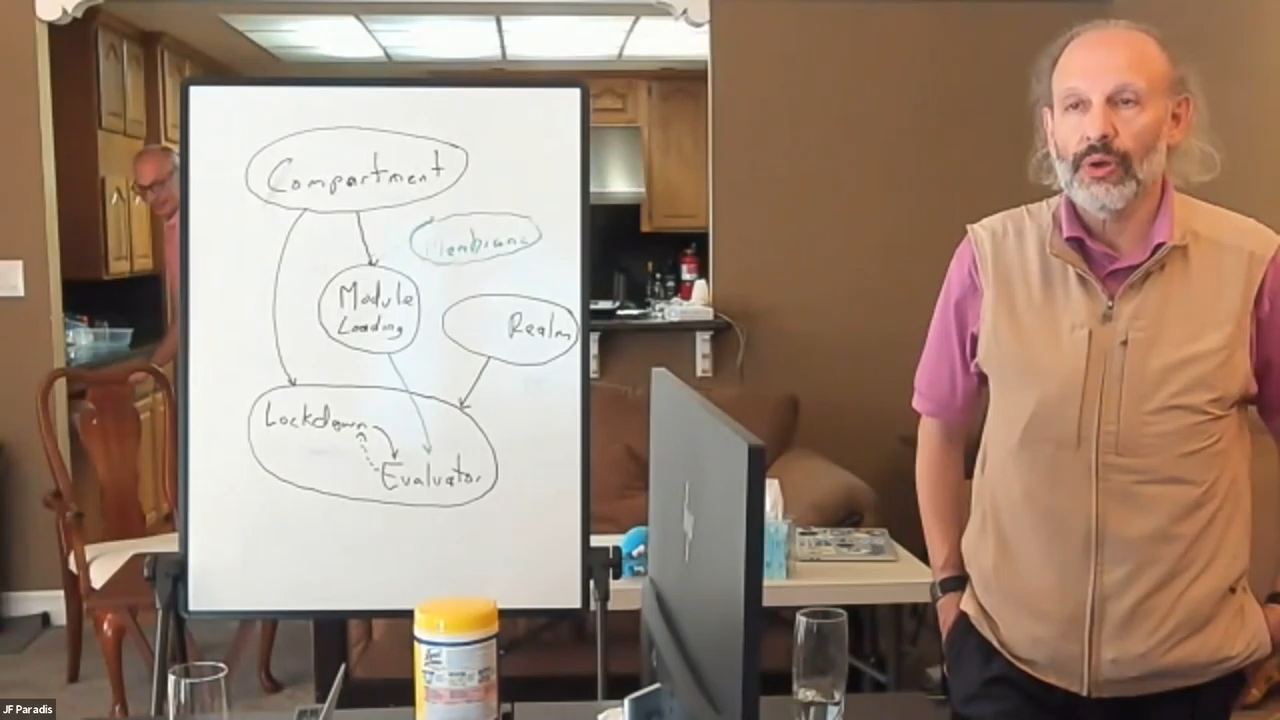 Compartment
Membrane
Module
Loading
Realm
Lockdown
Evaluator
JF Paradis